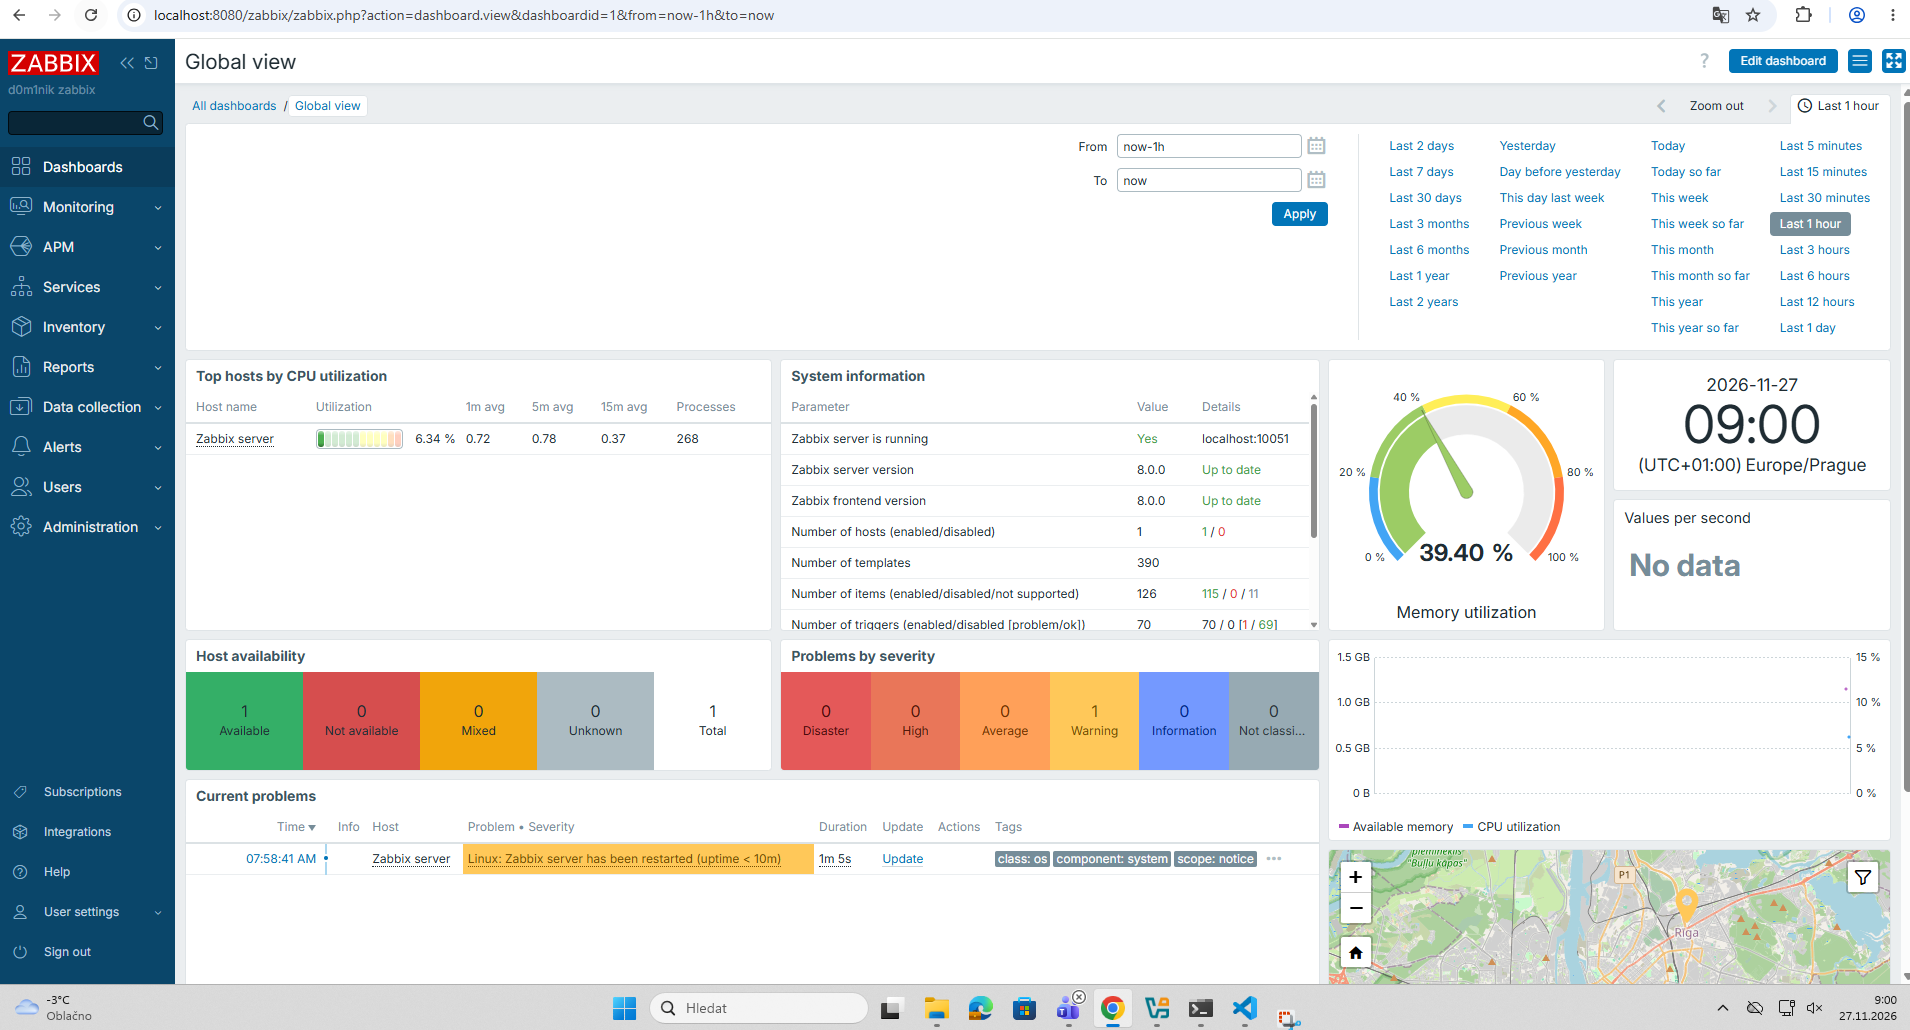 localhost:8080/zabbix/zabbix.php?action=dashboard.view&dashboardid=1&from=now-1h&to=now
ZABBIX
d0m1nik zabbix
Dashboards
Monitoring
APM
Services
Inventory
Reports
Data collection
Alerts
Users
Administration
Subscriptions
Integrations
Help
User settings
Sign out
Global view
? Edit dashboard
All dashboards / Global view
Zoom out Last 1 hour
From now-1h
To now
Apply
Last 2 days Yesterday Today Last 5 minutes
Last 7 days Day before yesterday Today so far Last 15 minutes
Last 30 days This day last week This week Last 30 minutes
Last 3 months Previous week This week so far Last 1 hour
Last 6 months Previous month This month Last 3 hours
Last 1 year Previous year This month so far Last 6 hours
Last 2 years This year Last 12 hours
This year so far Last 1 day
Top hosts by CPU utilization
Host name Utilization 1m avg 5m avg 15m avg Processes
Zabbix server 6.34 % 0.72 0.78 0.37 268
System information
Parameter Value Details
Zabbix server is running Yes localhost:10051
Zabbix server version 8.0.0 Up to date
Zabbix frontend version 8.0.0 Up to date
Number of hosts (enabled/disabled) 1 1 / 0
Number of templates 390
Number of items (enabled/disabled/not supported) 126 115 / 0 / 11
Number of triggers (enabled/disabled [problem/ok]) 70 70 / 0 [1 / 69]
40 % 60 %
20 % 80 %
0 % 39.40 % 100 %
Memory utilization
2026-11-27
09:00
(UTC+01:00) Europe/Prague
Values per second
No data
Host availability
1 0 0 0 1
Available Not available Mixed Unknown Total
Problems by severity
0 0 0 1 0 0
Disaster High Average Warning Information Not classi...
1.5 GB 15 %
1.0 GB 10 %
0.5 GB 5 %
0 B 0 %
Available memory CPU utilization
Current problems
Time Info Host Problem • Severity Duration Update Actions Tags
07:58:41 AM Zabbix server Linux: Zabbix server has been restarted (uptime < 10m) 1m 5s Update class: os component: system scope: notice •••
piemineklis
"Buļļu kāpas"
P1
Rīga
+
−
-3°C
Oblačno
Hledat
9:00
27.11.2026